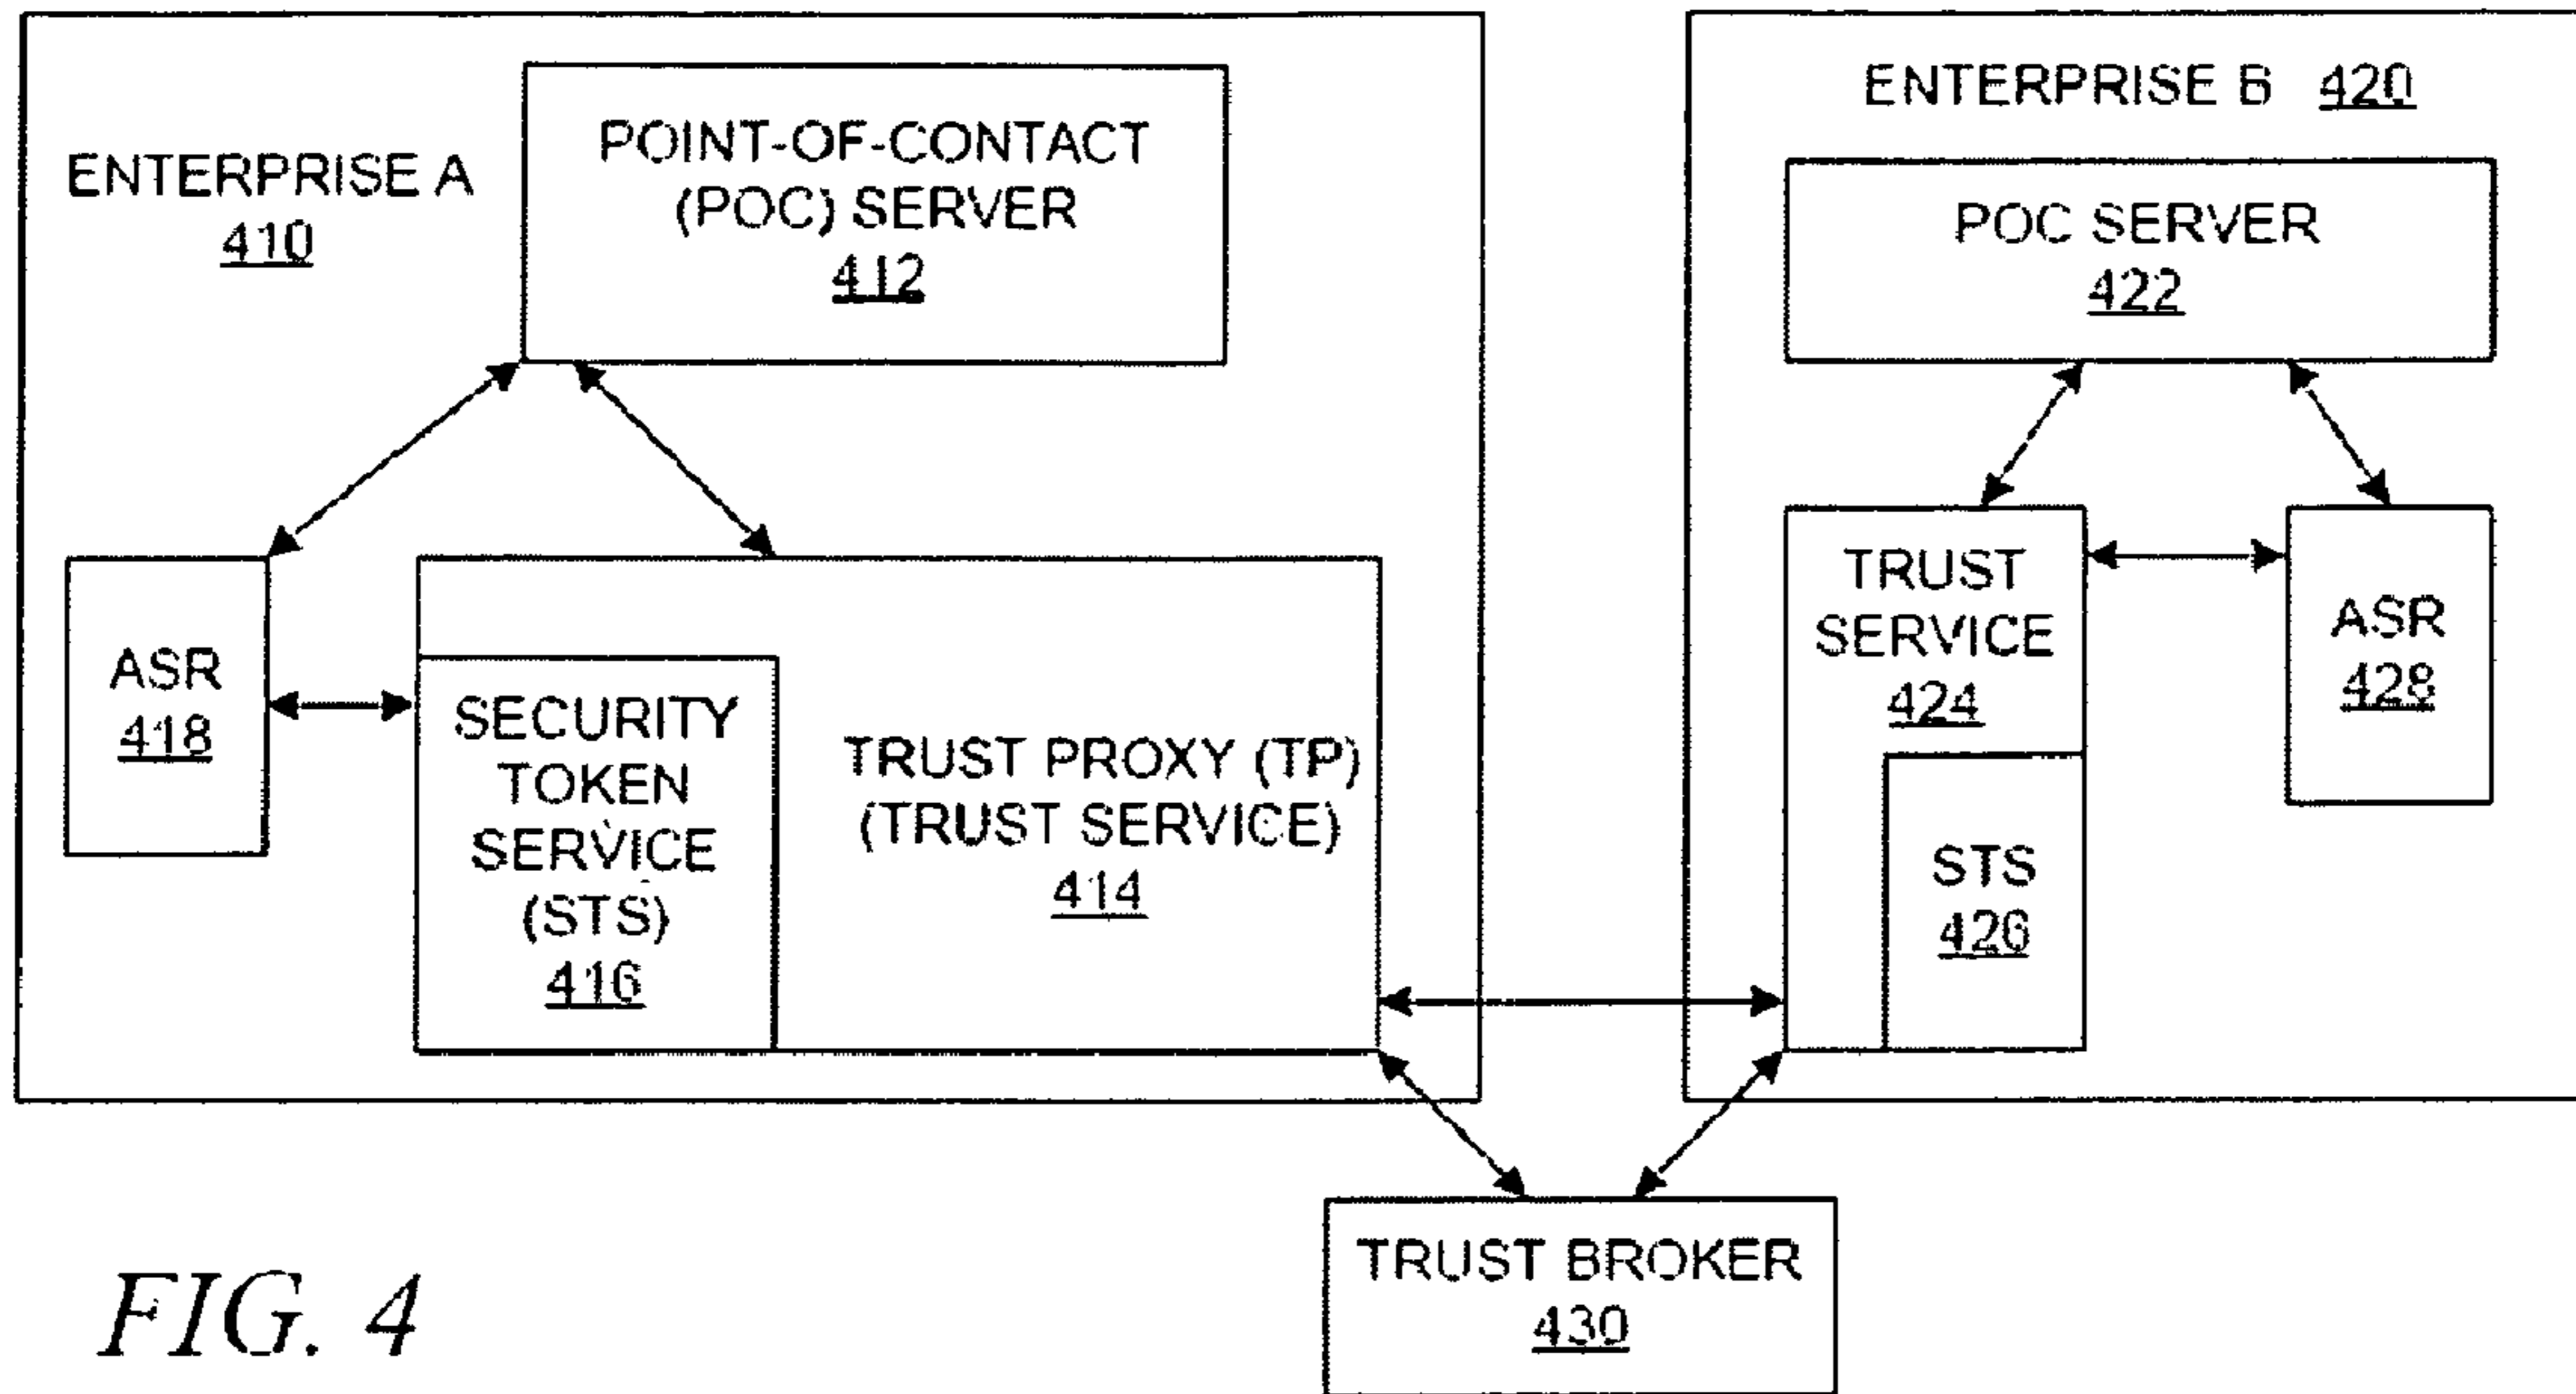 ENTERPRISE A
410
POINT-OF-CONTACT
(POC) SERVER
412
ASR
418
SECURITY
TOKEN
SERVICE
(STS)
416
TRUST PROXY (TP)
(TRUST SERVICE)
414
ENTERPRISE B 420
POC SERVER
422
TRUST
SERVICE
424
STS
426
ASR
428
TRUST BROKER
430
FIG. 4